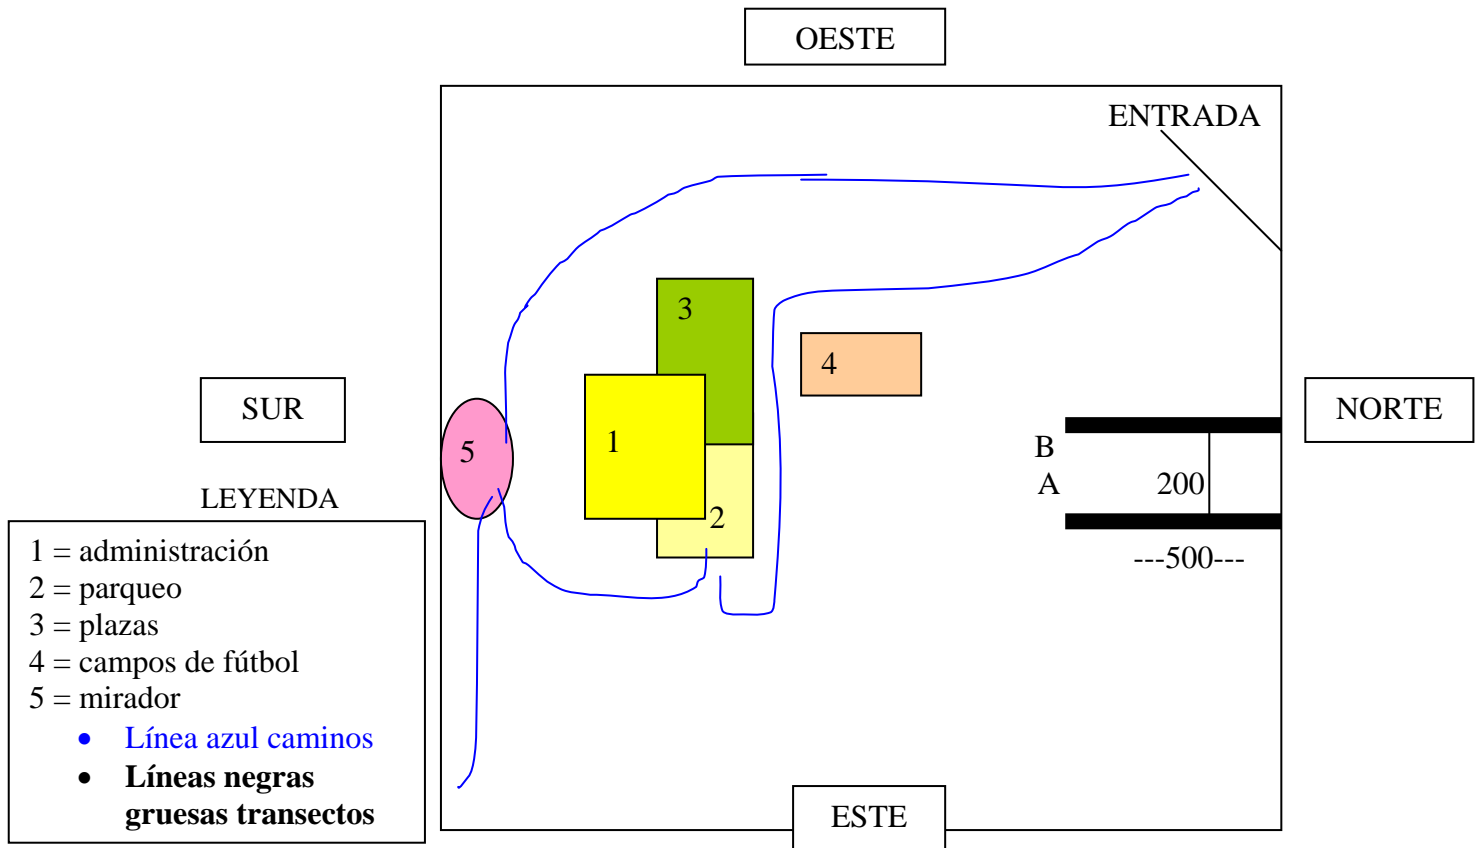 OESTE
ENTRADA
3
4
SUR
NORTE
5
1
B
A
200
2
---500---
LEYENDA
1 = administración
2 = parqueo
3 = plazas
4 = campos de fútbol
5 = mirador
• Línea azul caminos
• Líneas negras
gruesas transectos
ESTE